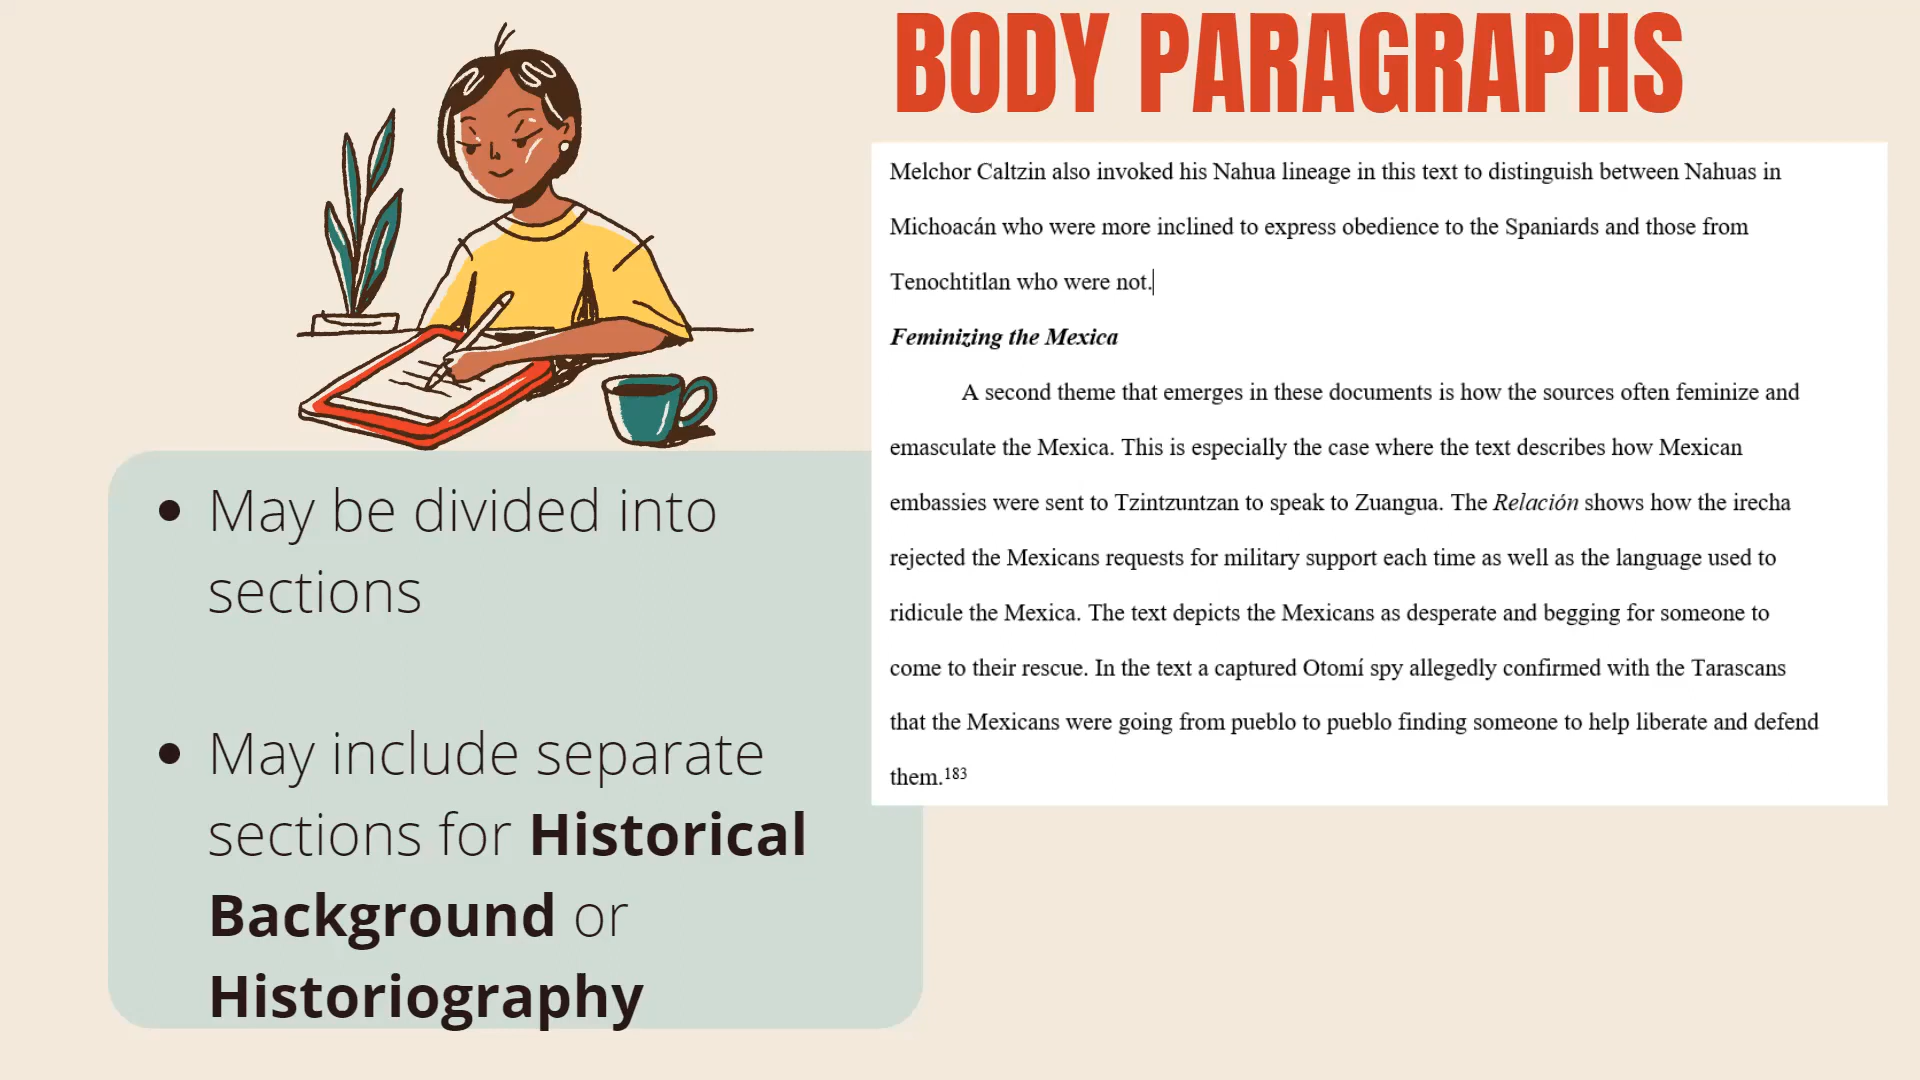 BODY PARAGRAPHS
Melchor Caltzin also invoked his Nahua lineage in this text to distinguish between Nahuas in
Michoacán who were more inclined to express obedience to the Spaniards and those from
Tenochtitlan who were not.
Feminizing the Mexica
A second theme that emerges in these documents is how the sources often feminize and
emasculate the Mexica. This is especially the case where the text describes how Mexican
embassies were sent to Tzintzuntzan to speak to Zuangua. The Relación shows how the irecha
rejected the Mexicans requests for military support each time as well as the language used to
ridicule the Mexica. The text depicts the Mexicans as desperate and begging for someone to
come to their rescue. In the text a captured Otomí spy allegedly confirmed with the Tarascans
that the Mexicans were going from pueblo to pueblo finding someone to help liberate and defend
them.183
• May be divided into
sections
• May include separate
sections for Historical
Background or
Historiography